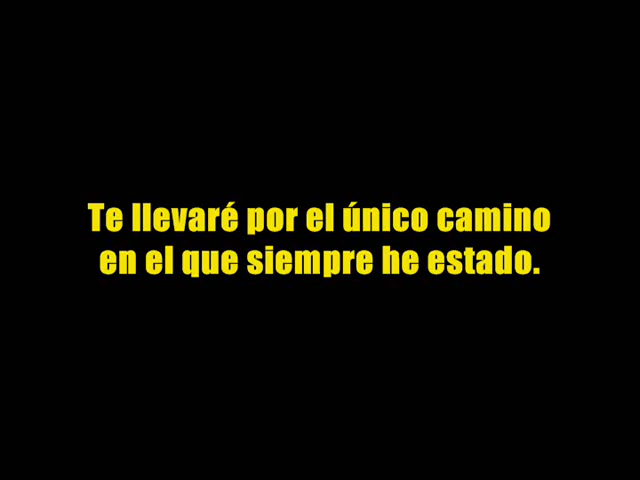 Te llevaré por el único camino
en el que siempre he estado.